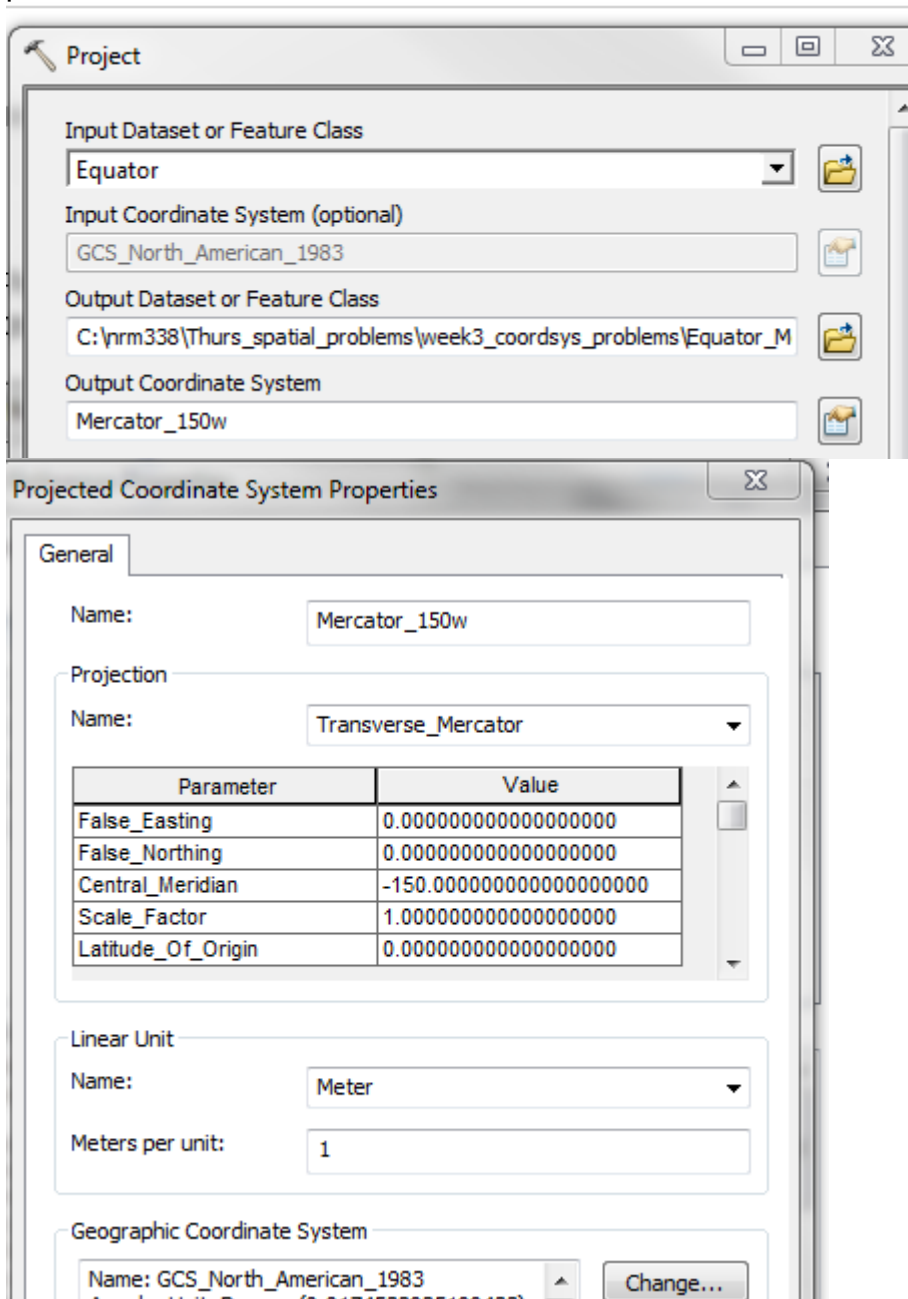 Project
Input Dataset or Feature Class
Equator
Input Coordinate System (optional)
GCS_North_American_1983
Output Dataset or Feature Class
C:\nrm338\Thurs_spatial_problems\week3_coordsys_problems\Equator_M
Output Coordinate System
Mercator_150w
Projected Coordinate System Properties
General
Name: Mercator_150w
Projection
Name: Transverse_Mercator
Parameter Value
False_Easting 0.000000000000000000
False_Northing 0.000000000000000000
Central_Meridian -150.000000000000000000
Scale_Factor 1.000000000000000000
Latitude_Of_Origin 0.000000000000000000
Linear Unit
Name: Meter
Meters per unit: 1
Geographic Coordinate System
Name: GCS_North_American_1983
Change...